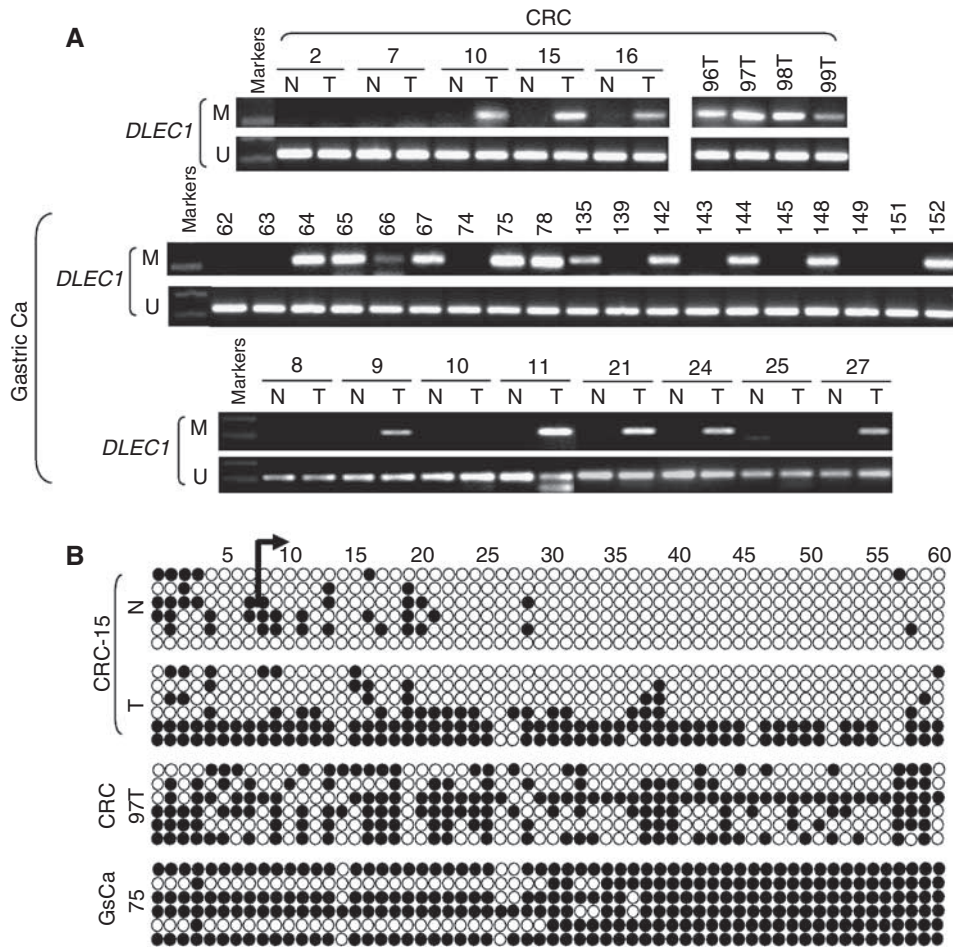 A
CRC
Markers 2 7 10 15 16 96T 97T 98T 99T
N T N T N T N T N T
DLEC1 M
U
Markers 62 63 64 65 66 67 74 75 78 135 139 142 143 144 145 148 149 151 152
Gastric Ca
DLEC1 M
U
Markers 8 9 10 11 21 24 25 27
N T N T N T N T N T N T N T N T
DLEC1 M
U
B
5 10 15 20 25 30 35 40 45 50 55 60
CRC-15
N
T
CRC
97T
GsCa
75